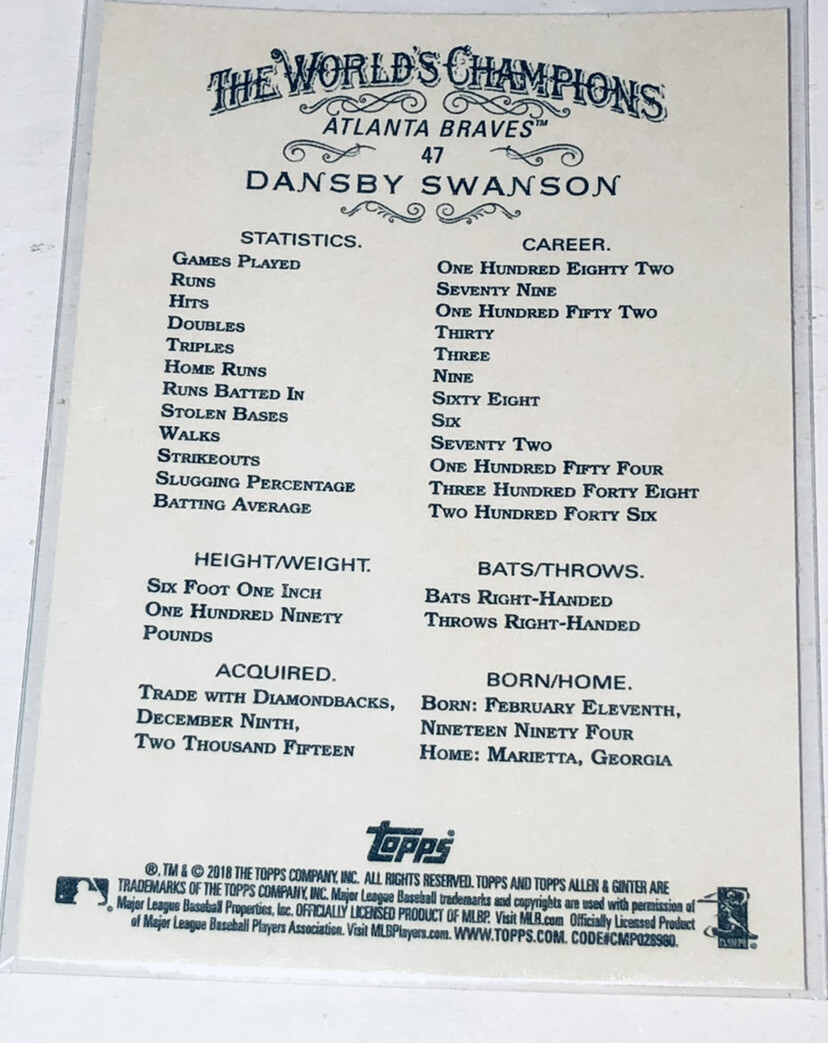 THE WORLD'S CHAMPIONS
ATLANTA BRAVES™
47
DANSBY SWANSON
STATISTICS.
GAMES PLAYED
RUNS
HITS
DOUBLES
TRIPLES
HOME RUNS
RUNS BATTED IN
STOLEN BASES
WALKS
STRIKEOUTS
SLUGGING PERCENTAGE
BATTING AVERAGE
CAREER.
ONE HUNDRED EIGHTY TWO
SEVENTY NINE
ONE HUNDRED FIFTY TWO
THIRTY
THREE
NINE
SIXTY EIGHT
SIX
SEVENTY TWO
ONE HUNDRED FIFTY FOUR
THREE HUNDRED FORTY EIGHT
TWO HUNDRED FORTY SIX
HEIGHT/WEIGHT.
SIX FOOT ONE INCH
ONE HUNDRED NINETY
POUNDS
BATS/THROWS.
BATS RIGHT-HANDED
THROWS RIGHT-HANDED
ACQUIRED.
TRADE WITH DIAMONDBACKS,
DECEMBER NINTH,
TWO THOUSAND FIFTEEN
BORN/HOME.
BORN: FEBRUARY ELEVENTH,
NINETEEN NINETY FOUR
HOME: MARIETTA, GEORGIA
TOPPS®
®, TM & © 2018 THE TOPPS COMPANY, INC. ALL RIGHTS RESERVED. TOPPS AND TOPPS ALLEN & GINTER ARE
TRADEMARKS OF THE TOPPS COMPANY, INC. Major League Baseball trademarks and copyrights are used with permission of
Major League Baseball Properties, Inc. OFFICIALLY LICENSED PRODUCT OF MLBP. Visit MLB.com Officially Licensed Product
of Major League Baseball Players Association. Visit MLBPlayers.com. WWW.TOPPS.COM. CODE#CMP028980.